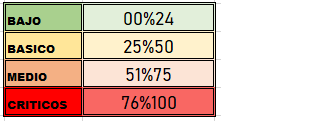 BAJO 00%24
BASICO 25%50
MEDIO 51%75
CRITICOS 76%100